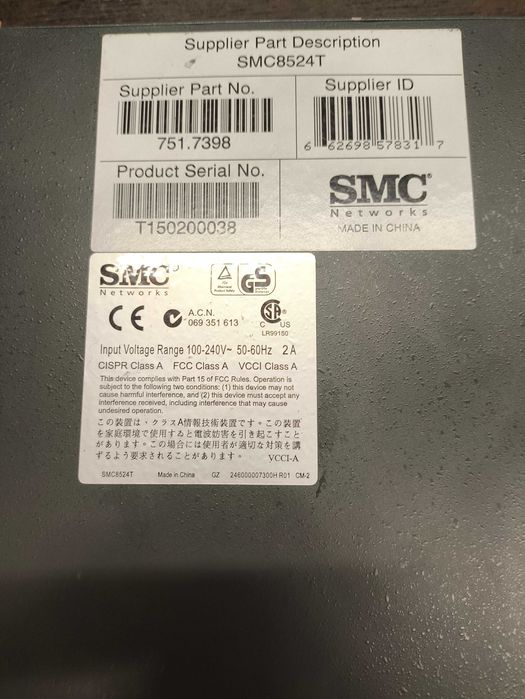 Supplier Part Description
SMC8524T
Supplier Part No.
751.7398
Supplier ID
6 62698 57831 7
Product Serial No.
T150200038
SMC®
Networks
MADE IN CHINA
SMC®
Networks
GS
CE
A.C.N.
069 351 613
C US
LR99150
Input Voltage Range 100-240V~ 50-60Hz 2 A
CISPR Class A FCC Class A VCCI Class A
This device complies with Part 15 of FCC Rules. Operation is
subject to the following two conditions: (1) this device may not
cause harmful interference, and (2) this device must accept any
interference received, including interference that may cause
undesired operation.
この装置は、クラスA情報技術装置です。この装置
を家庭環境で使用すると電波妨害を引き起こすこと
があります。この場合には使用者が適切な対策を講
ずるよう要求されることがあります。 VCCI-A
SMC8524T Made in China GZ 246000007300H R01 CM-2